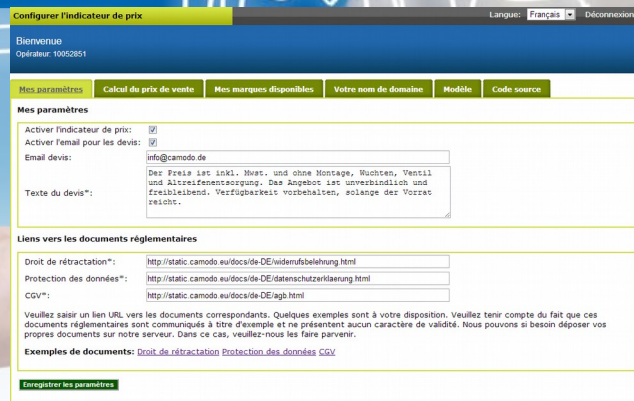 Configurer l'indicateur de prix
Langue: Français Déconnexion
Bienvenue
Opérateur: 10052851
Mes paramètres Calcul du prix de vente Mes marques disponibles Votre nom de domaine Modèle Code source
Mes paramètres
Activer l'indicateur de prix:
Activer l'email pour les devis:
Email devis: info@camodo.de
Texte du devis*:
Der Preis ist inkl. Mwst. und ohne Montage, Wuchten, Ventil
und Altreifenentsorgung. Das Angebot ist unverbindlich und
freibleibend. Verfügbarkeit vorbehalten, solange der Vorrat
reicht.
Liens vers les documents réglementaires
Droit de rétractation*: http://static.camodo.eu/docs/de-DE/widerrufsbelehrung.html
Protection des données*: http://static.camodo.eu/docs/de-DE/datenschutzerklaerung.html
CGV*: http://static.camodo.eu/docs/de-DE/agb.html
Veuillez saisir un lien URL vers les documents correspondants. Quelques exemples sont à votre disposition. Veuillez tenir compte du fait que ces
documents réglementaires sont communiqués à titre d'exemple et ne présentent aucun caractère de validité. Nous pouvons si besoin déposer vos
propres documents sur notre serveur. Dans ce cas, veuillez-nous les faire parvenir.
Exemples de documents: Droit de rétractation Protection des données CGV
Enregistrer les paramètres